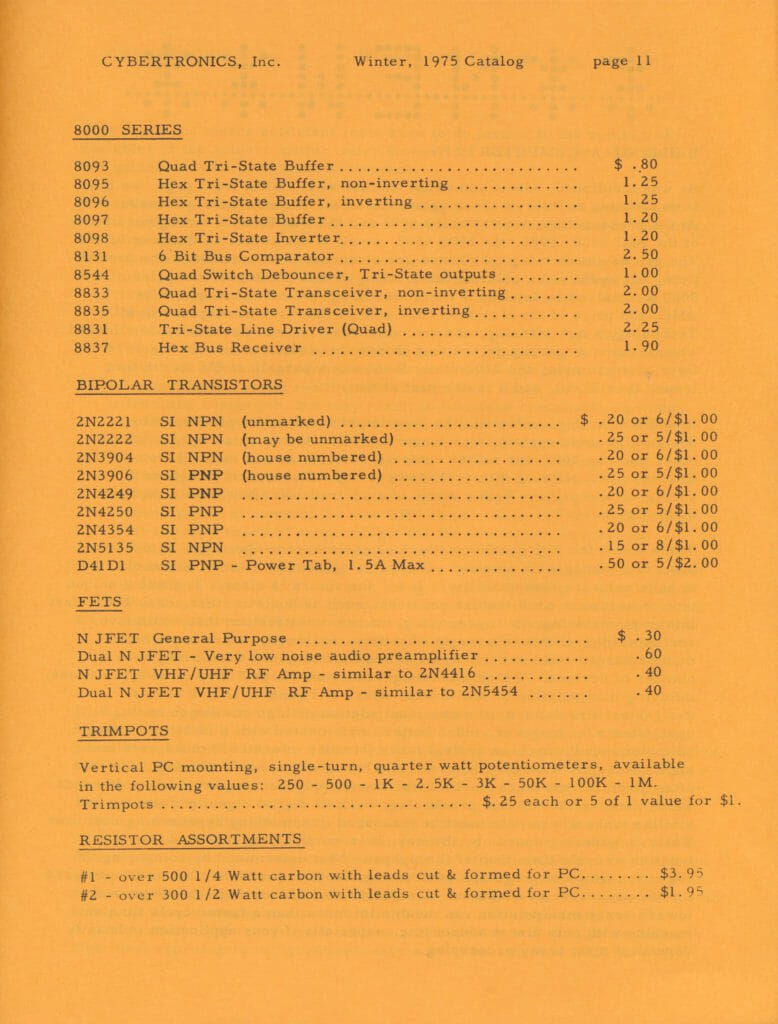 CYBERTRONICS, Inc. Winter, 1975 Catalog page 11
8000 SERIES
8093 Quad Tri-State Buffer ........................... $ .80
8095 Hex Tri-State Buffer, non-inverting .............. 1.25
8096 Hex Tri-State Buffer, inverting .................. 1.25
8097 Hex Tri-State Buffer ............................ 1.20
8098 Hex Tri-State Inverter........................... 1.20
8131 6 Bit Bus Comparator ........................... 2.50
8544 Quad Switch Debouncer, Tri-State outputs ......... 1.00
8833 Quad Tri-State Transceiver, non-inverting ........ 2.00
8835 Quad Tri-State Transceiver, inverting ............ 2.00
8831 Tri-State Line Driver (Quad) .................... 2.25
8837 Hex Bus Receiver .............................. 1.90
BIPOLAR TRANSISTORS
2N2221 SI NPN (unmarked) ......................... $ .20 or 6/$1.00
2N2222 SI NPN (may be unmarked) .................. .25 or 5/$1.00
2N3904 SI NPN (house numbered) ................... .20 or 6/$1.00
2N3906 SI PNP (house numbered) ................... .25 or 5/$1.00
2N4249 SI PNP .................................... .20 or 6/$1.00
2N4250 SI PNP .................................... .25 or 5/$1.00
2N4354 SI PNP .................................... .20 or 6/$1.00
2N5135 SI NPN .................................... .15 or 8/$1.00
D41D1 SI PNP - Power Tab, 1.5A Max ............... .50 or 5/$2.00
FETS
N JFET General Purpose ................................. $ .30
Dual N JFET - Very low noise audio preamplifier ............ .60
N JFET VHF/UHF RF Amp - similar to 2N4416 ............ .40
Dual N JFET VHF/UHF RF Amp - similar to 2N5454 ....... .40
TRIMPOTS
Vertical PC mounting, single-turn, quarter watt potentiometers, available
in the following values: 250 - 500 - 1K - 2.5K - 3K - 50K - 100K - 1M.
Trimpots ................................... $.25 each or 5 of 1 value for $1.
RESISTOR ASSORTMENTS
#1 - over 500 1/4 Watt carbon with leads cut & formed for PC........ $3.95
#2 - over 300 1/2 Watt carbon with leads cut & formed for PC........ $1.95